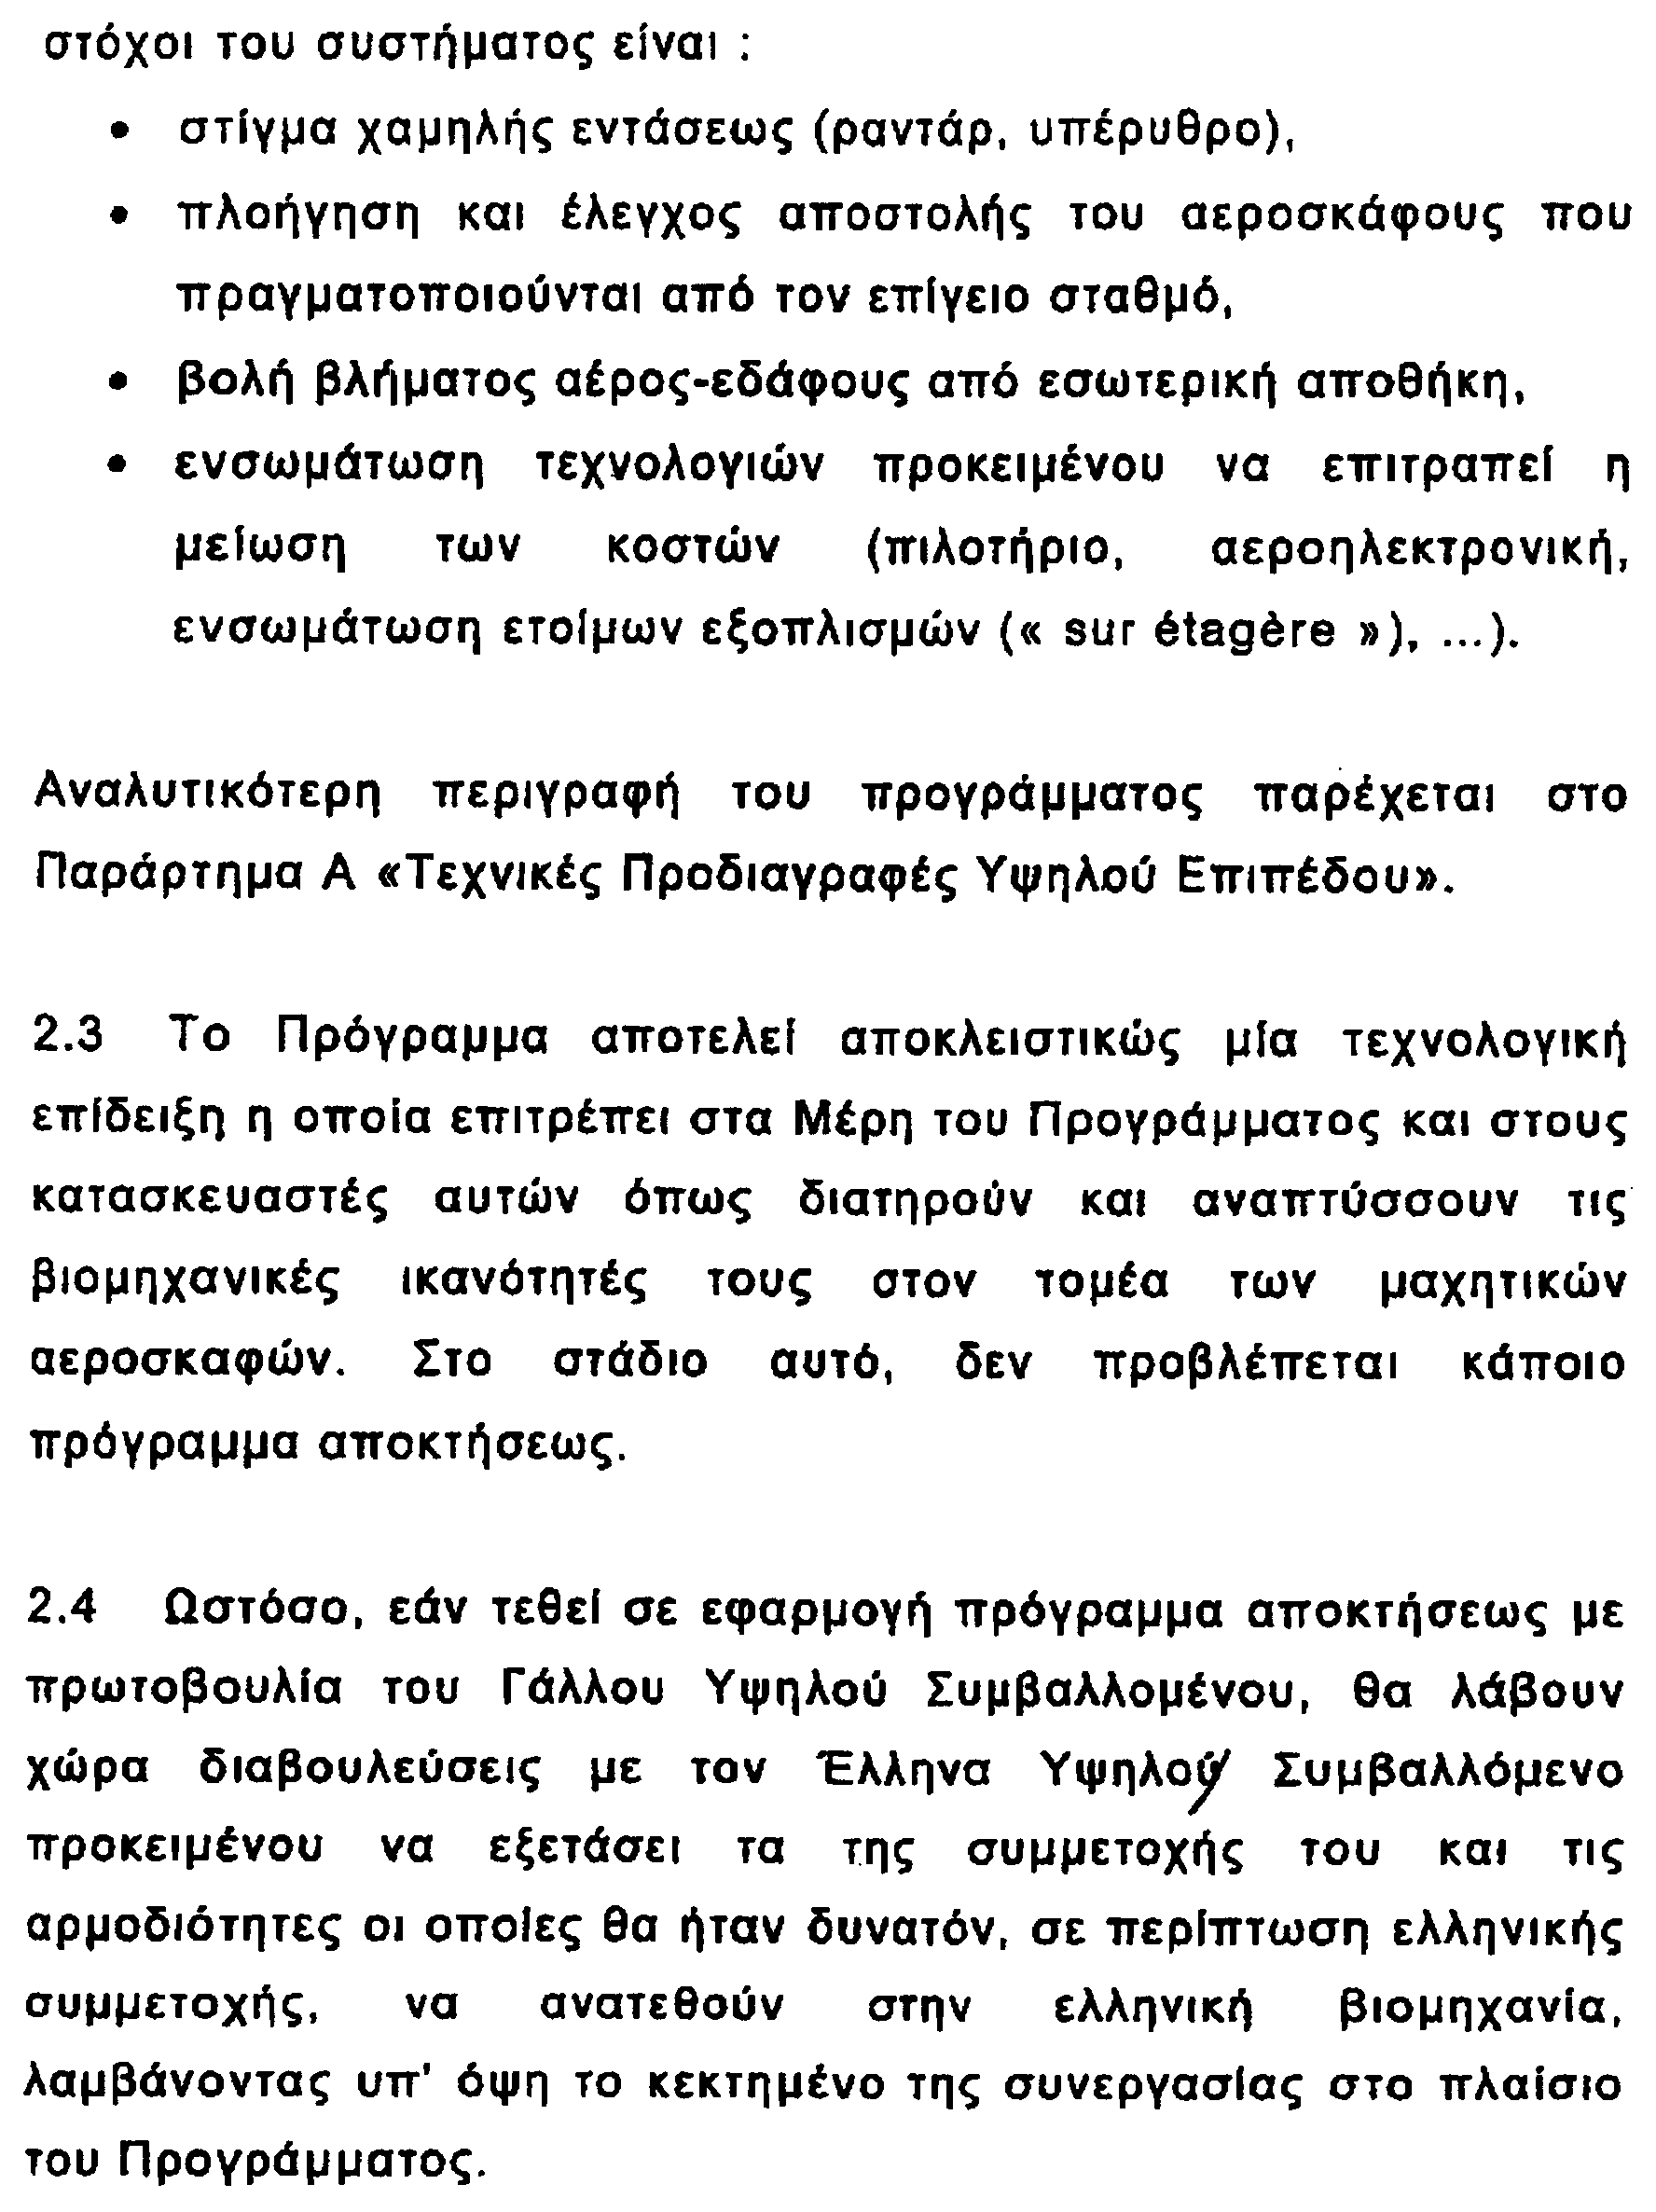 στόχοι του συστήματος είναι :
• στίγμα χαμηλής εντάσεως (ραντάρ, υπέρυθρο),
• πλοήγηση και έλεγχος αποστολής του αεροσκάφους που
πραγματοποιούνται από τον επίγειο σταθμό,
• βολή βλήματος αέρος-εδάφους από εσωτερική αποθήκη,
• ενσωμάτωση τεχνολογιών προκειμένου να επιτραπεί η
μείωση των κοστών (πιλοτήριο, αεροηλεκτρονική,
ενσωμάτωση ετοίμων εξοπλισμών (« sur étagère »), ...).
Αναλυτικότερη περιγραφή του προγράμματος παρέχεται στο
Παράρτημα Α «Τεχνικές Προδιαγραφές Υψηλού Επιπέδου».
2.3 Το Πρόγραμμα αποτελεί αποκλειστικώς μία τεχνολογική
επίδειξη η οποία επιτρέπει στα Μέρη του Προγράμματος και στους
κατασκευαστές αυτών όπως διατηρούν και αναπτύσσουν τις
βιομηχανικές ικανότητές τους στον τομέα των μαχητικών
αεροσκαφών. Στο στάδιο αυτό, δεν προβλέπεται κάποιο
πρόγραμμα αποκτήσεως.
2.4 Ωστόσο, εάν τεθεί σε εφαρμογή πρόγραμμα αποκτήσεως με
πρωτοβουλία του Γάλλου Υψηλού Συμβαλλομένου, θα λάβουν
χώρα διαβουλεύσεις με τον Έλληνα Υψηλού Συμβαλλόμενο
προκειμένου να εξετάσει τα της συμμετοχής του και τις
αρμοδιότητες οι οποίες θα ήταν δυνατόν, σε περίπτωση ελληνικής
συμμετοχής, να ανατεθούν στην ελληνική βιομηχανία,
λαμβάνοντας υπ' όψη το κεκτημένο της συνεργασίας στο πλαίσιο
του Προγράμματος.